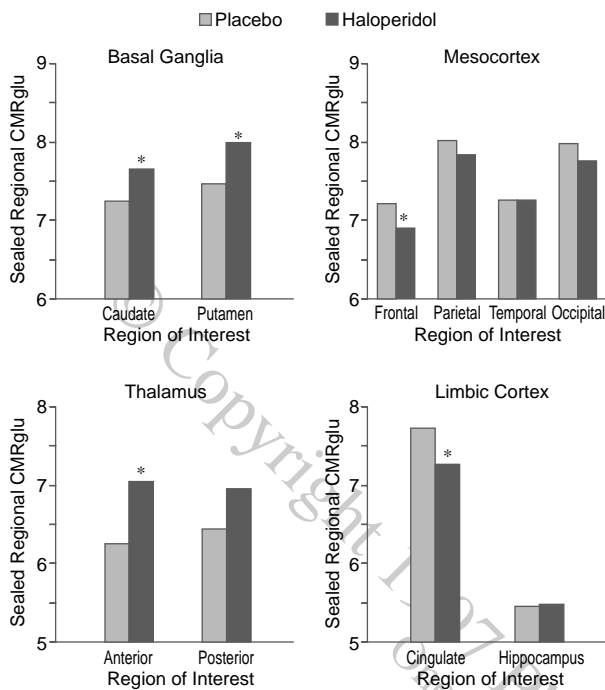 Placebo Haloperidol
Basal Ganglia
9
8
7
6
Sealed Regional CMRglu
*
*
Caudate Putamen
Region of Interest
Mesocortex
9
8
7
6
Sealed Regional CMRglu
*
Frontal Parietal Temporal Occipital
Region of Interest
Thalamus
8
7
6
5
Sealed Regional CMRglu
*
Anterior Posterior
Region of Interest
Limbic Cortex
8
7
6
5
Sealed Regional CMRglu
*
Cingulate Hippocampus
Region of Interest
© Copyright